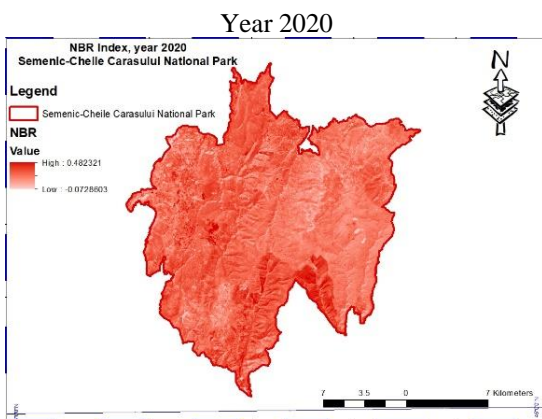 Year 2020
NBR Index, year 2020
Semenic-Cheile Carasului National Park
N
Legend
Semenic-Cheile Carasului National Park
NBR
Value
High : 0.482321
Low : -0.0728603
7 3.5 0 7 Kilometers